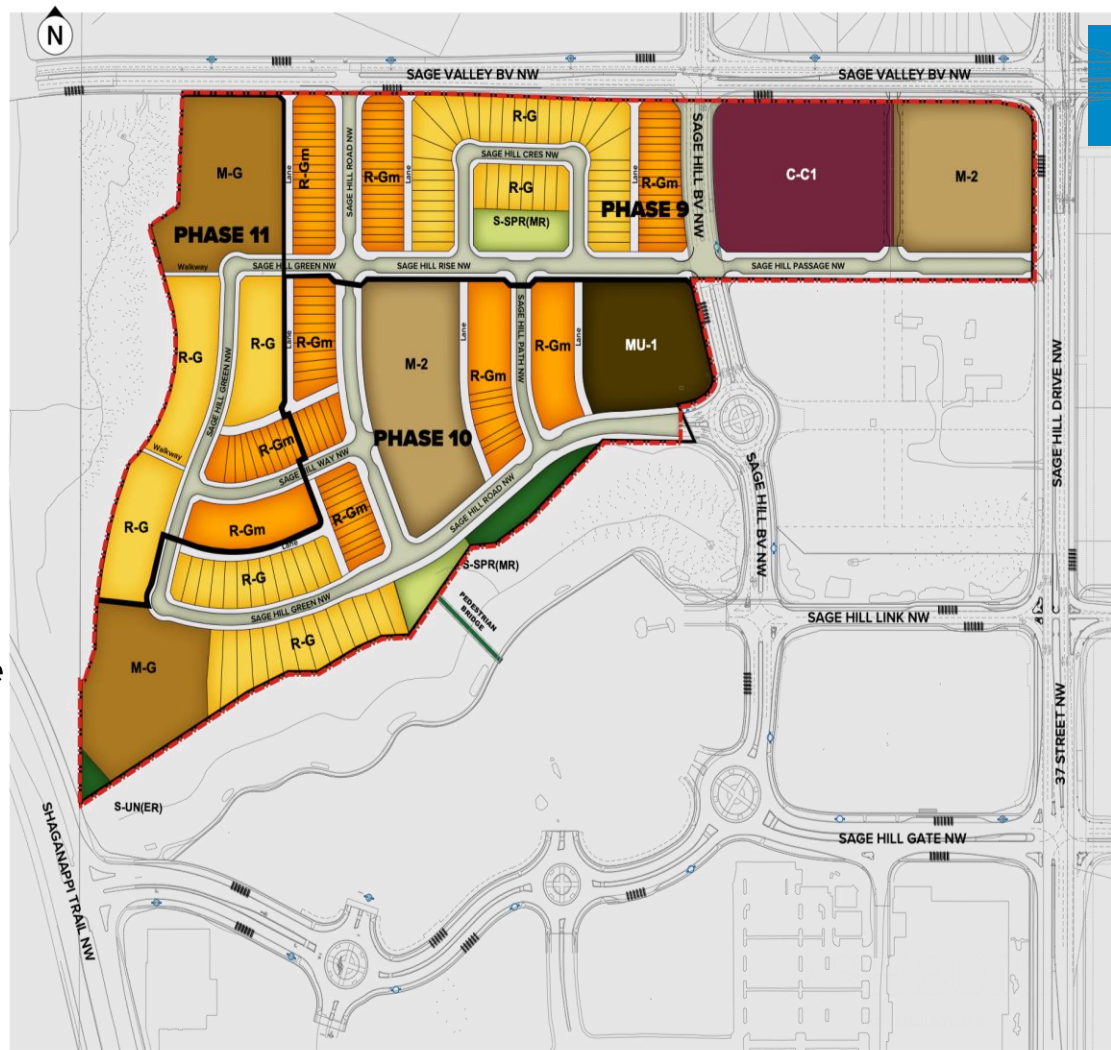 N
SAGE VALLEY BV NW
SAGE VALLEY BV NW
M-G
PHASE 11
Lane
R-Gm
SAGE HILL ROAD NW
R-Gm
Lane
R-G
SAGE HILL CRES NW
R-G
S-SPR(MR)
PHASE 9
Lane
R-Gm
SAGE HILL BV NW
C-C1
M-2
Walkway
SAGE HILL GREEN NW
SAGE HILL RISE NW
SAGE HILL PASSAGE NW
R-G
SAGE HILL GREEN NW
R-G
Lane
R-Gm
M-2
Lane
R-Gm
SAGE HILL PATH NW
R-Gm
Lane
MU-1
PHASE 10
R-Gm
Walkway
SAGE HILL WAY NW
R-G
R-Gm
R-Gm
Lane
SAGE HILL ROAD NW
R-G
SAGE HILL GREEN NW
S-SPR(MR)
PEDESTRIAN
BRIDGE
R-G
M-G
e
S-UN(ER)
SAGE HILL BV NW
SAGE HILL DRIVE NW
SAGE HILL LINK NW
37 STREET NW
SAGE HILL GATE NW
SHAGANAPPI TRAIL NW